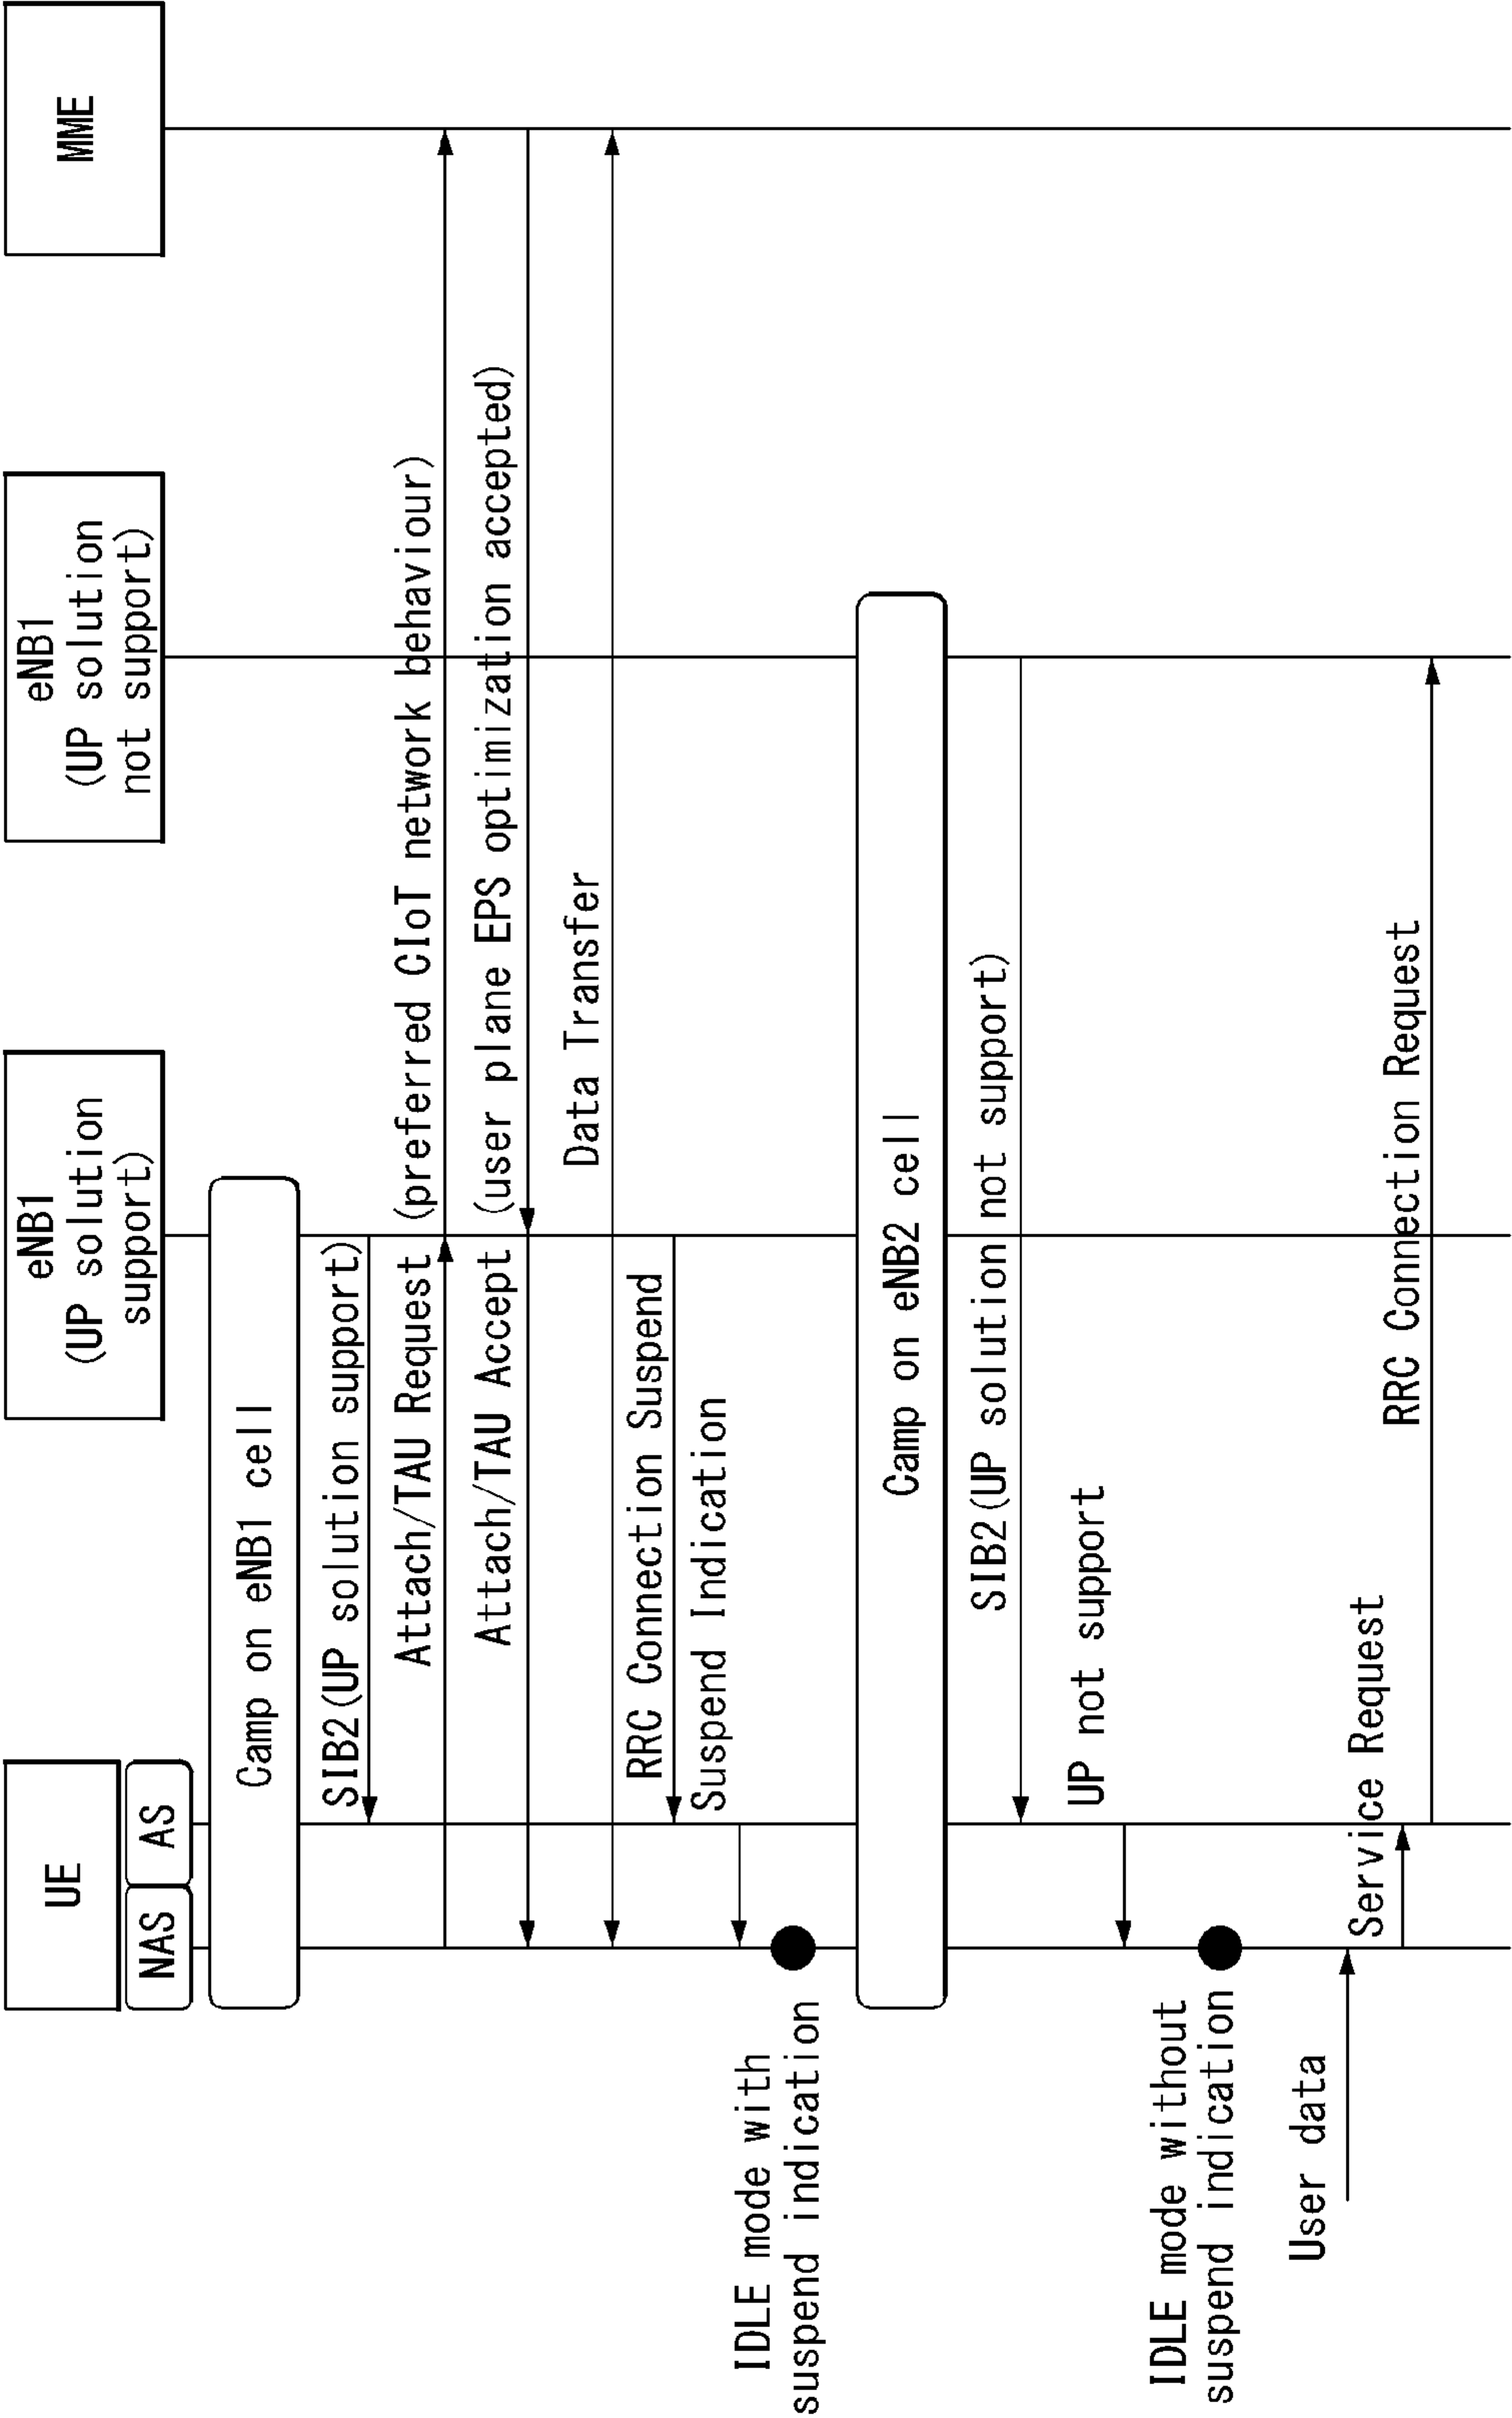 UE
NAS
AS
eNB1
(UP solution
support)
eNB1
(UP solution
not support)
MME
Camp on eNB1 cell
SIB2(UP solution support)
Attach/TAU Request (preferred CIoT network behaviour)
Attach/TAU Accept (user plane EPS optimization accepted)
Data Transfer
RRC Connection Suspend
Suspend Indication
IDLE mode with
suspend indication
Camp on eNB2 cell
SIB2(UP solution not support)
UP not support
IDLE mode without
suspend indication
User data
Service Request
RRC Connection Request